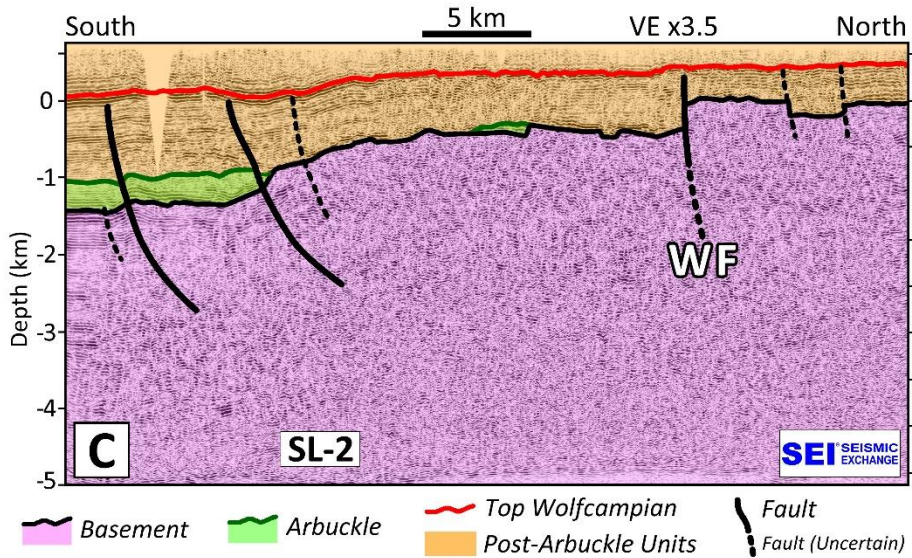 South 5 km VE x3.5 North
0
-1
-2
-3
-4
-5
Depth (km)
WF
C
SL-2
SEI SEISMIC
EXCHANGE
Basement Arbuckle Top Wolfcampian Fault
Post-Arbuckle Units Fault (Uncertain)